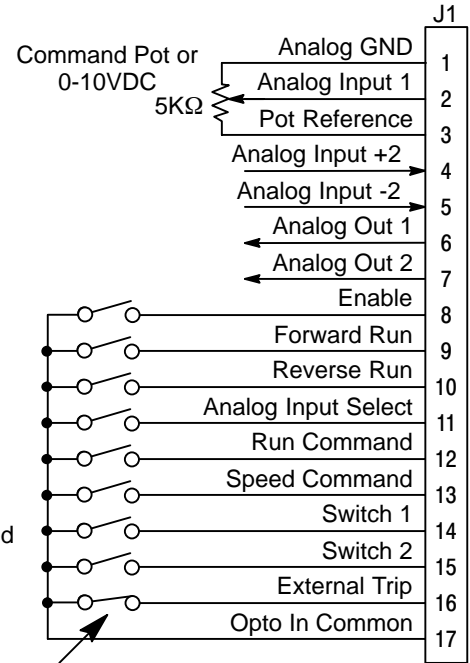 J1
Command Pot or
0-10VDC
5KΩ
Analog GND 1
Analog Input 1 2
Pot Reference 3
Analog Input +2 4
Analog Input -2 5
Analog Out 1 6
Analog Out 2 7
Enable 8
Forward Run 9
Reverse Run 10
Analog Input Select 11
Run Command 12
Speed Command 13
Switch 1 14
d
Switch 2 15
External Trip 16
Opto In Common 17